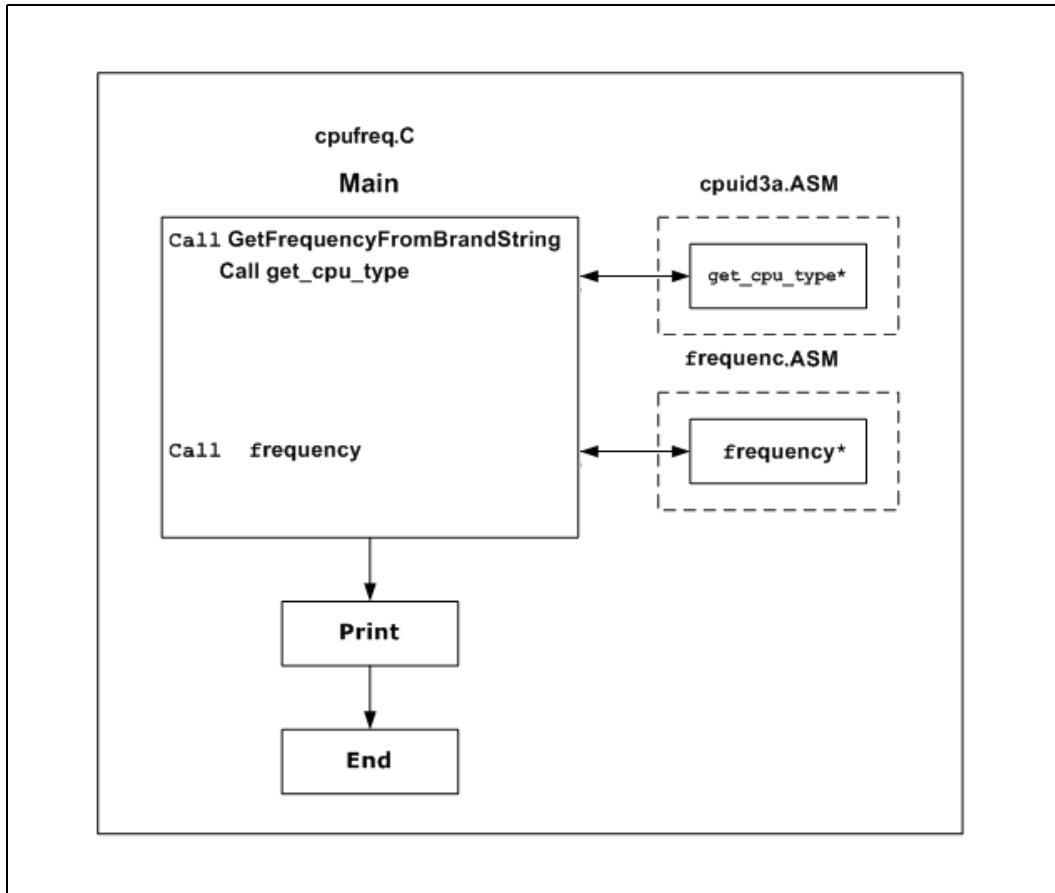 cpufreq.C
Main
cpuid3a.ASM
Call GetFrequencyFromBrandString
Call get_cpu_type
get_cpu_type*
frequenc.ASM
Call frequency
frequency*
Print
End